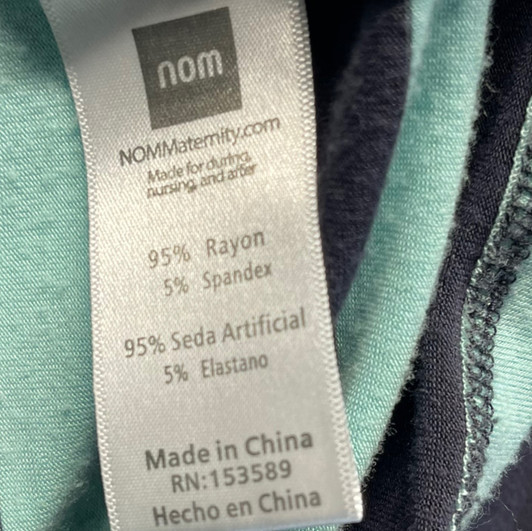 nom
NOMMaternity.com
Made for during,
nursing, and after
95% Rayon
5% Spandex
95% Seda Artificial
5% Elastano
Made in China
RN:153589
Hecho en China